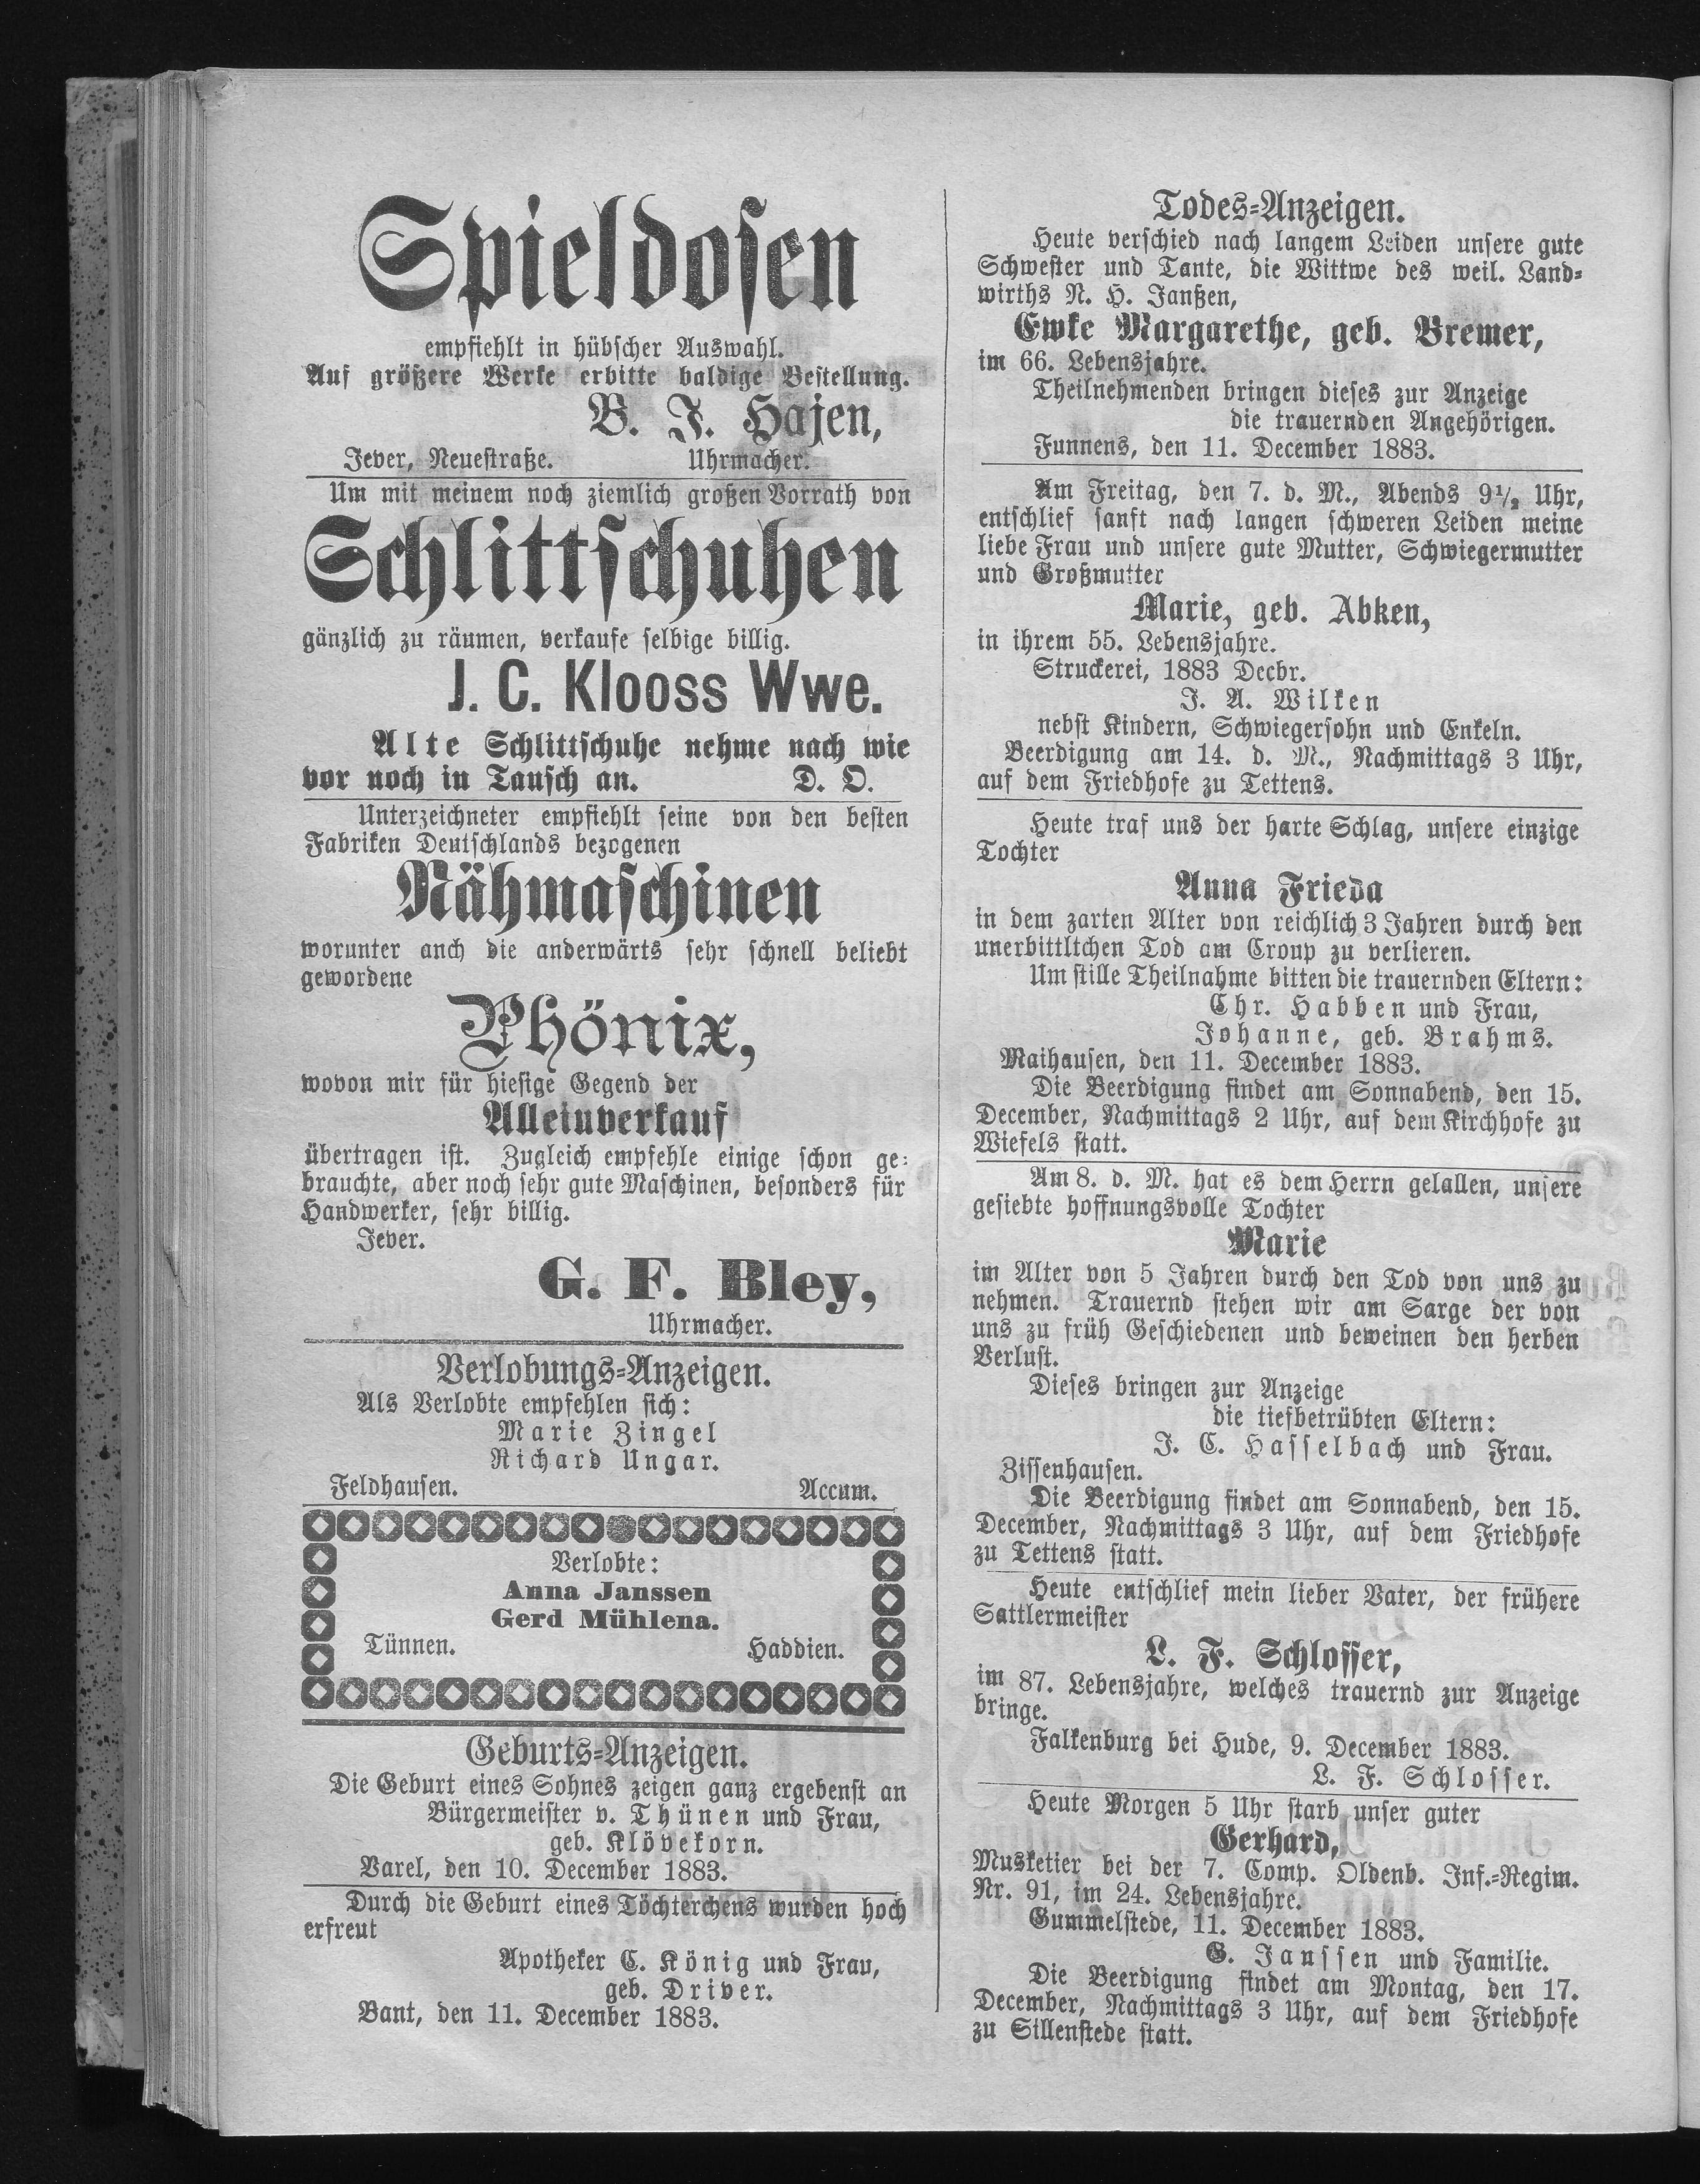 Spieldosen
empfiehlt in hübscher Auswahl.
Auf größere Werke erbitte baldige Bestellung.
B. J. Hajen,
Jever, Neuestraße. Uhrmacher.
Um mit meinem noch ziemlich großen Vorrath von
Schlittschuhen
gänzlich zu räumen, verkaufe selbige billig.
J. C. Klooss Wwe.
Alte Schlittschuhe nehme nach wie
vor noch in Tausch an. D. O.
Unterzeichneter empfiehlt seine von den besten
Fabriken Deutschlands bezogenen
Nähmaschinen
worunter anch die anderwärts sehr schnell beliebt
gewordene
Phönix,
wovon mir für hiesige Gegend der
Alleinverkauf
übertragen ist. Zugleich empfehle einige schon ge-
brauchte, aber noch sehr gute Maschinen, besonders für
Handwerker, sehr billig.
Jever.
G. F. Bley,
Uhrmacher.
Verlobungs-Anzeigen.
Als Verlobte empfehlen sich:
Marie Zingel
Richard Ungar.
Feldhausen. Accum.
Verlobte:
Anna Janssen
Gerd Mühlena.
Tünnen. Haddien.
Geburts-Anzeigen.
Die Geburt eines Sohnes zeigen ganz ergebenst an
Bürgermeister v. Thünen und Frau,
geb. Klövekorn.
Varel, den 10. December 1883.
Durch die Geburt eines Töchterchens wurden hoch
erfreut
Apotheker C. König und Frau,
geb. Driver.
Bant, den 11. December 1883.
Todes-Anzeigen.
Heute verschied nach langem Leiden unsere gute
Schwester und Tante, die Wittwe des weil. Land-
wirths N. H. Janßen,
Ewke Margarethe, geb. Bremer,
im 66. Lebensjahre.
Theilnehmenden bringen dieses zur Anzeige
die trauernden Angehörigen.
Funnens, den 11. December 1883.
Am Freitag, den 7. d. M., Abends 9½ Uhr,
entschlief sanft nach langen schweren Leiden meine
liebe Frau und unsere gute Mutter, Schwiegermutter
und Großmutter
Marie, geb. Abken,
in ihrem 55. Lebensjahre.
Struckerei, 1883 Decbr.
J. A. Wilken
nebst Kindern, Schwiegersohn und Enkeln.
Beerdigung am 14. d. M., Nachmittags 3 Uhr,
auf dem Friedhofe zu Tettens.
Heute traf uns der harte Schlag, unsere einzige
Tochter
Anna Frieda
in dem zarten Alter von reichlich 3 Jahren durch den
unerbittltchen Tod am Croup zu verlieren.
Um stille Theilnahme bitten die trauernden Eltern:
Chr. Habben und Frau,
Johanne, geb. Brahms.
Maihausen, den 11. December 1883.
Die Beerdigung findet am Sonnabend, den 15.
December, Nachmittags 2 Uhr, auf dem Kirchhofe zu
Wiefels statt.
Am 8. d. M. hat es dem Herrn gelallen, unsere
gesiebte hoffnungsvolle Tochter
Marie
im Alter von 5 Jahren durch den Tod von uns zu
nehmen. Trauernd stehen wir am Sarge der von
uns zu früh Geschiedenen und beweinen den herben
Verlust.
Dieses bringen zur Anzeige
die tiefbetrübten Eltern:
J. C. Hasselbach und Frau.
Zissenhausen.
Die Beerdigung findet am Sonnabend, den 15.
December, Nachmittags 3 Uhr, auf dem Friedhofe
zu Tettens statt.
Heute entschlief mein lieber Vater, der frühere
Sattlermeister
L. F. Schlosser,
im 87. Lebensjahre, welches trauernd zur Anzeige
bringe.
Falkenburg bei Hude, 9. December 1883.
L. F. Schlosser.
Heute Morgen 5 Uhr starb unser guter
Gerhard,
Musketier bei der 7. Comp. Oldenb. Inf.-Regim.
Nr. 91, im 24. Lebensjahre.
Gummelstede, 11. December 1883.
G. Janssen und Familie.
Die Beerdigung findet am Montag, den 17.
December, Nachmittags 3 Uhr, auf dem Friedhofe
zu Sillenstede statt.